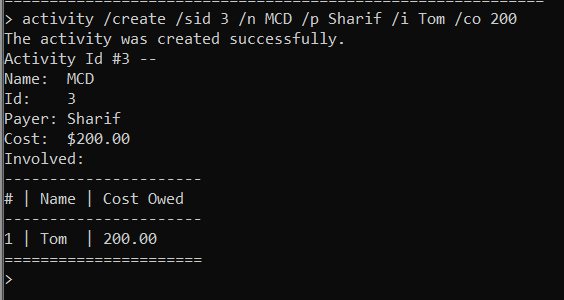 ======================================================
> activity /create /sid 3 /n MCD /p Sharif /i Tom /co 200
The activity was created successfully.
Activity Id #3 --
Name:  MCD
Id:    3
Payer: Sharif
Cost:  $200.00
Involved:
----------------------
# | Name | Cost Owed
----------------------
1 | Tom  | 200.00
======================
>